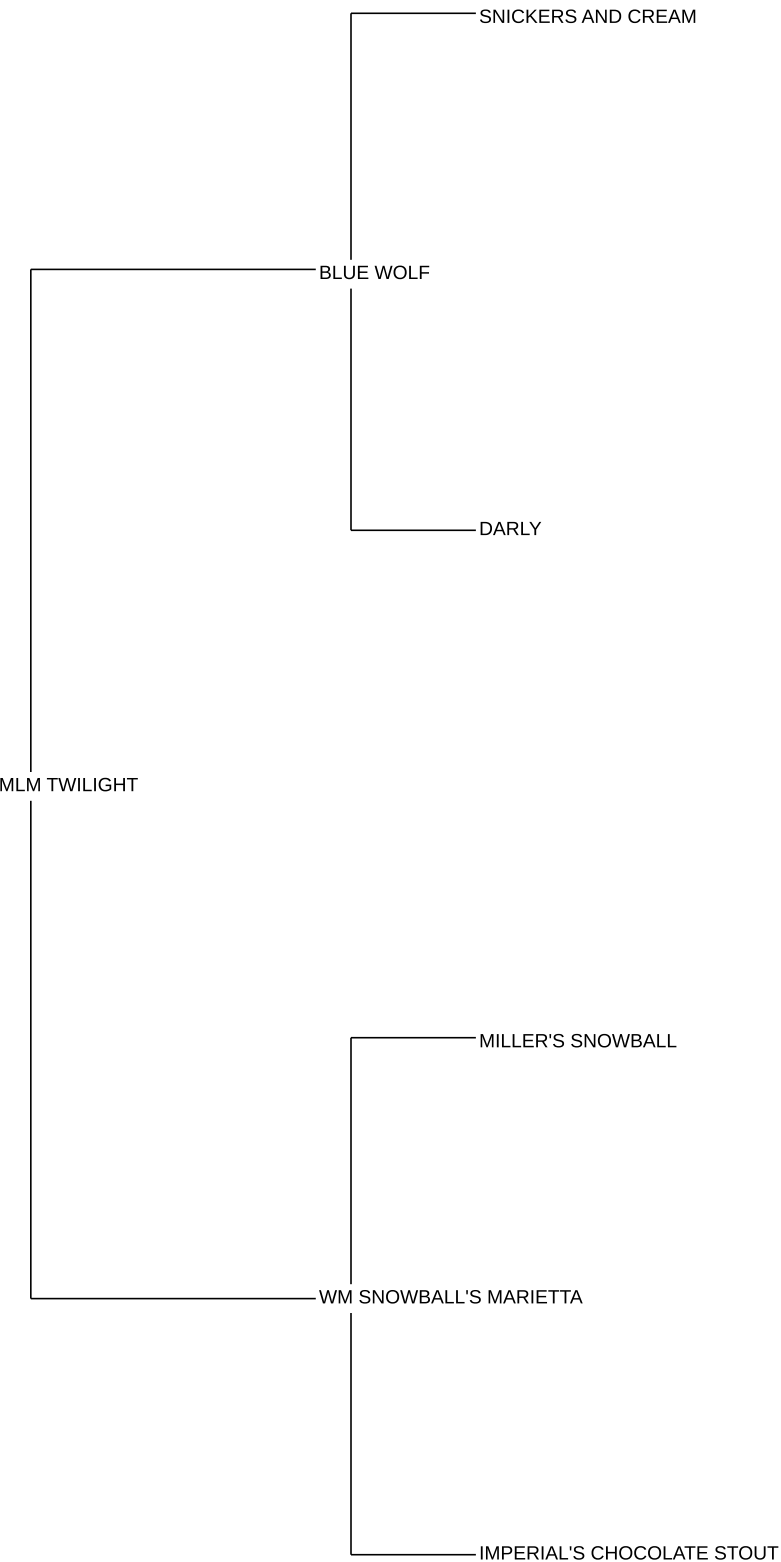 SNICKERS AND CREAM
BLUE WOLF
DARLY
MLM TWILIGHT
MILLER'S SNOWBALL
WM SNOWBALL'S MARIETTA
IMPERIAL'S CHOCOLATE STOUT